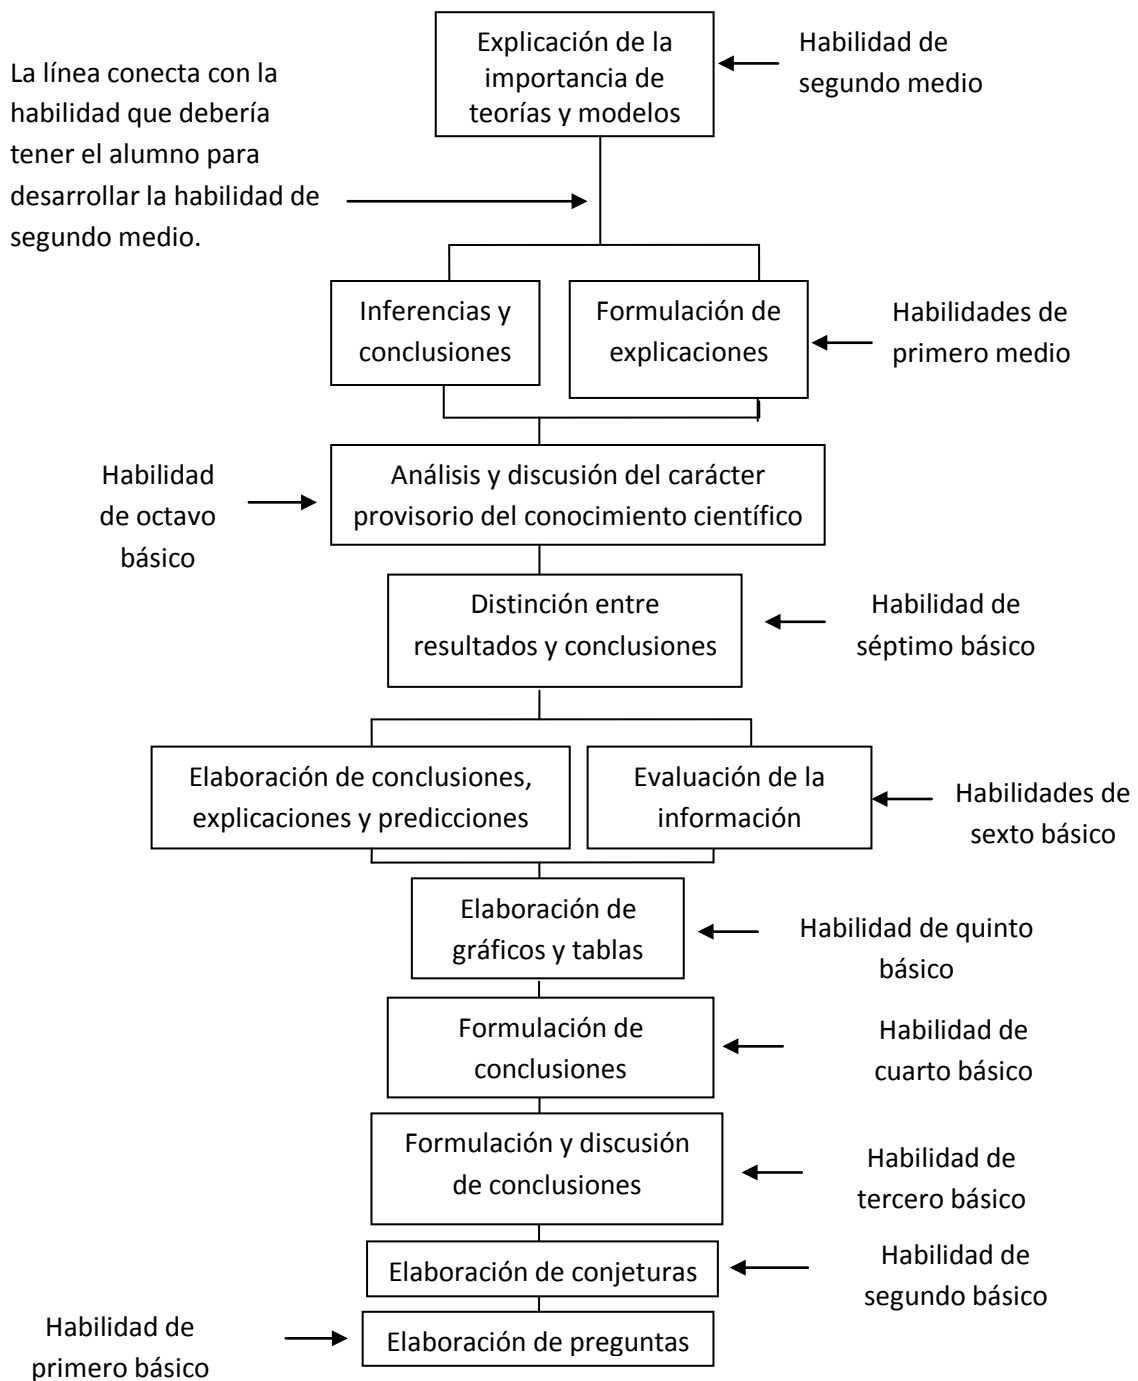 Explicación de la
importancia de
teorías y modelos
Habilidad de
segundo medio
La línea conecta con la
habilidad que debería
tener el alumno para
desarrollar la habilidad de
segundo medio.
Inferencias y
conclusiones
Formulación de
explicaciones
Habilidades de
primero medio
Habilidad
de octavo
básico
Análisis y discusión del carácter
provisorio del conocimiento científico
Distinción entre
resultados y conclusiones
Habilidad de
séptimo básico
Elaboración de conclusiones,
explicaciones y predicciones
Evaluación de la
información
Habilidades de
sexto básico
Elaboración de
gráficos y tablas
Habilidad de quinto
básico
Formulación de
conclusiones
Habilidad de
cuarto básico
Formulación y discusión
de conclusiones
Habilidad de
tercero básico
Elaboración de conjeturas
Habilidad de
segundo básico
Habilidad de
primero básico
Elaboración de preguntas